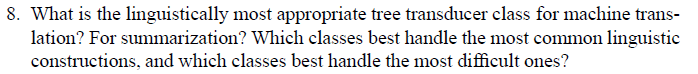 8. What is the linguistically most appropriate tree transducer class for machine trans-
lation? For summarization? Which classes best handle the most common linguistic
constructions, and which classes best handle the most difficult ones?